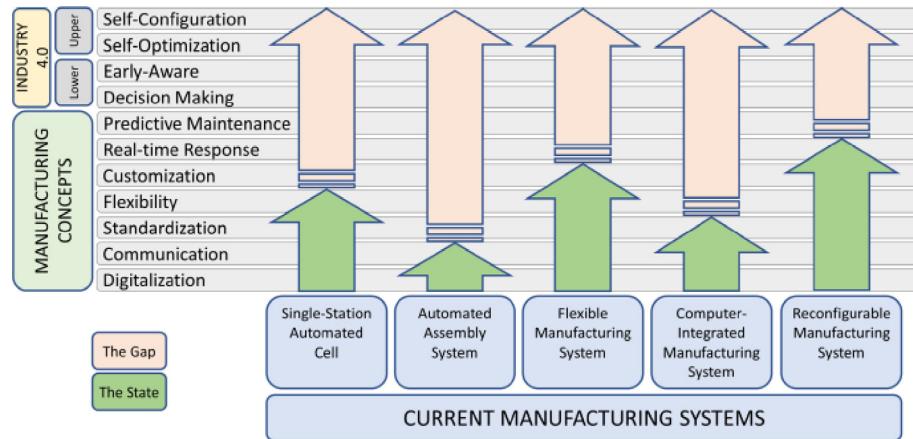 INDUSTRY
4.0
Upper
Lower
Self-Configuration
Self-Optimization
Early-Aware
Decision Making
MANUFACTURING
CONCEPTS
Predictive Maintenance
Real-time Response
Customization
Flexibility
Standardization
Communication
Digitalization
Single-Station
Automated
Cell
Automated
Assembly
System
Flexible
Manufacturing
System
Computer-
Integrated
Manufacturing
System
Reconfigurable
Manufacturing
System
The Gap
The State
CURRENT MANUFACTURING SYSTEMS